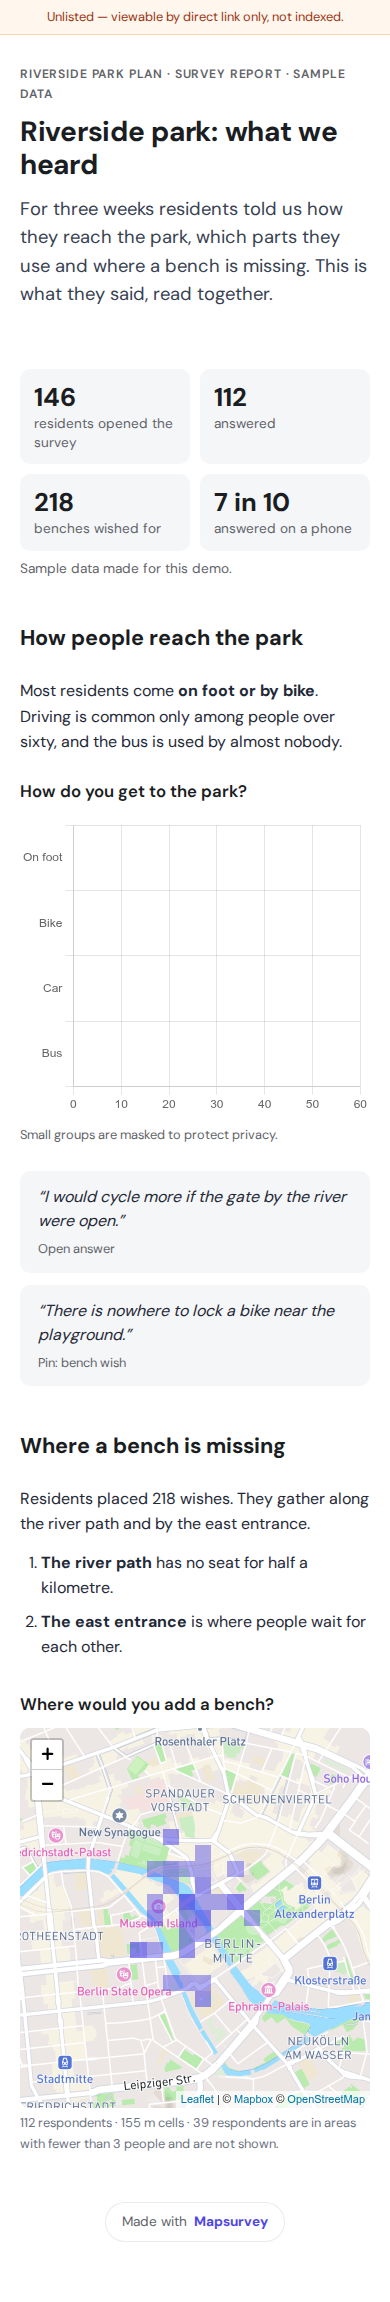 Unlisted — viewable by direct link only, not indexed.
RIVERSIDE PARK PLAN · SURVEY REPORT · SAMPLE
DATA
Riverside park: what we
heard
For three weeks residents told us how
they reach the park, which parts they
use and where a bench is missing. This is
what they said, read together.
146
residents opened the
survey
112
answered
218
benches wished for
7 in 10
answered on a phone
Sample data made for this demo.
How people reach the park
Most residents come on foot or by bike.
Driving is common only among people over
sixty, and the bus is used by almost nobody.
How do you get to the park?
On foot
Bike
Car
Bus
0 10 20 30 40 50 60
Small groups are masked to protect privacy.
“I would cycle more if the gate by the river
were open.”
Open answer
“There is nowhere to lock a bike near the
playground.”
Pin: bench wish
Where a bench is missing
Residents placed 218 wishes. They gather along
the river path and by the east entrance.
1. The river path has no seat for half a
kilometre.
2. The east entrance is where people wait for
each other.
Where would you add a bench?
+
−
Rosenthaler Platz
Soho Hou
SPANDAUER
VORSTADT
SCHEUNENVIERTEL
New Synagogue
drichstadt-Palast
Berlin
Alexanderplatz
Museum Island
OTHEENSTADT
BERLIN-
MITTE
Klosterstraße
Berlin State Opera
Ephraim-Palais
Jan
NEUKÖLLN
AM WASSER
Stadtmitte
Leipziger Str.
FRIEDRICHSTADT
Leaflet | © Mapbox © OpenStreetMap
112 respondents · 155 m cells · 39 respondents are in areas
with fewer than 3 people and are not shown.
Made with Mapsurvey